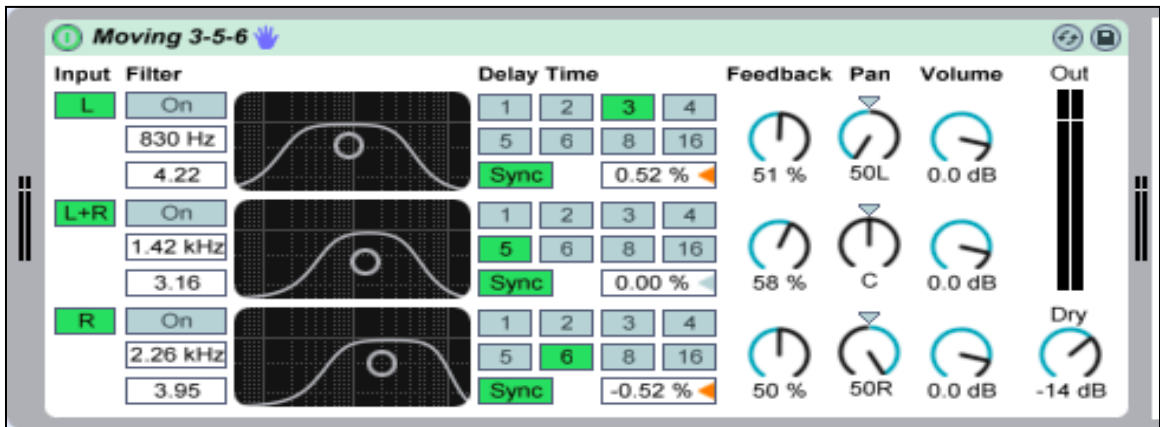 Moving 3-5-6
Input Filter Delay Time Feedback Pan Volume Out
L On 1 2 3 4
830 Hz 5 6 8 16
4.22 Sync 0.52 % 51 % 50L 0.0 dB
L+R On 1 2 3 4
1.42 kHz 5 6 8 16
3.16 Sync 0.00 % 58 % C 0.0 dB
R On 1 2 3 4 Dry
2.26 kHz 5 6 8 16
3.95 Sync -0.52 % 50 % 50R 0.0 dB -14 dB